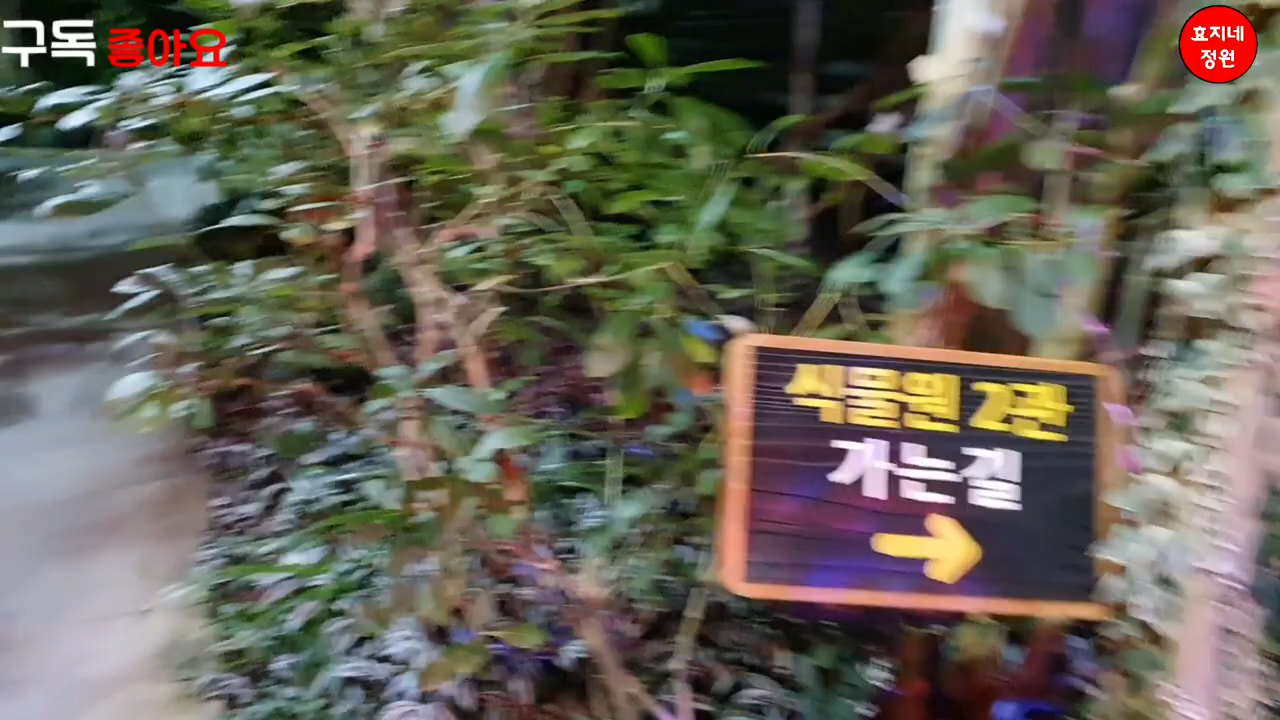 구독 좋아요
효지네
정원
식물원 2관
가는길